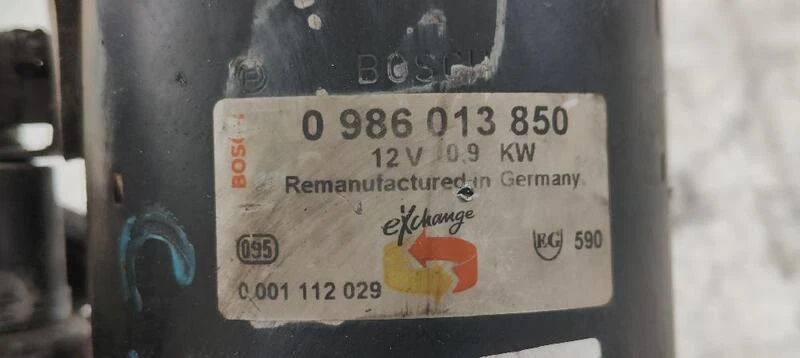 BOSCH
BOSCH
0 986 013 850
12V 0,9 KW
Remanufactured in Germany
exchange
095
EG 590
0 001 112 029